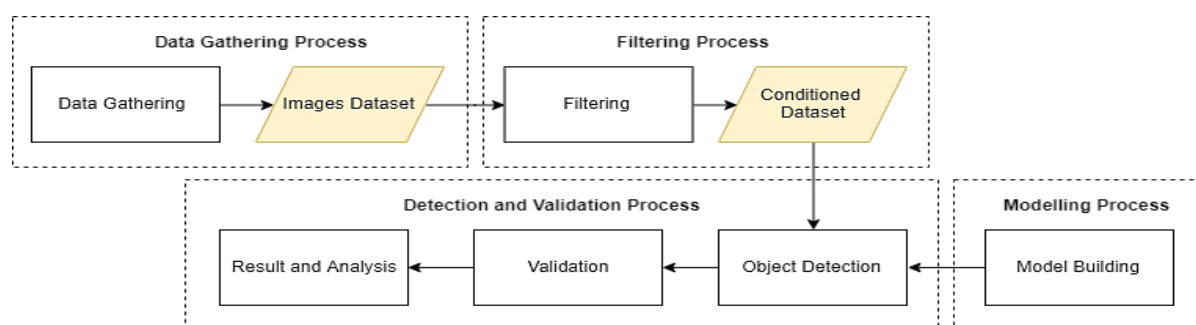 Data Gathering Process
Filtering Process
Data Gathering
Images Dataset
Filtering
Conditioned
Dataset
Detection and Validation Process
Modelling Process
Result and Analysis
Validation
Object Detection
Model Building